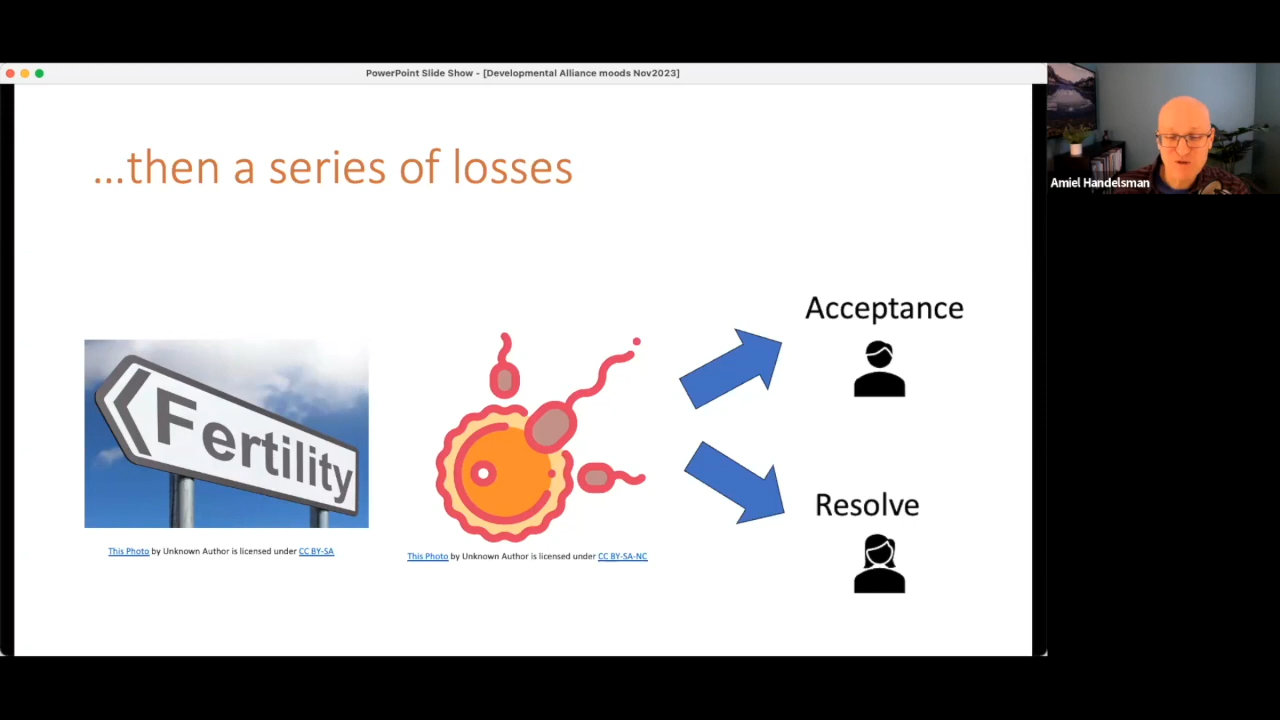 PowerPoint Slide Show - [Developmental Alliance moods Nov2023]
...then a series of losses
Acceptance
Fertility
Resolve
This Photo by Unknown Author is licensed under CC BY-SA
This Photo by Unknown Author is licensed under CC BY-SA-NC
Amiel Handelsman